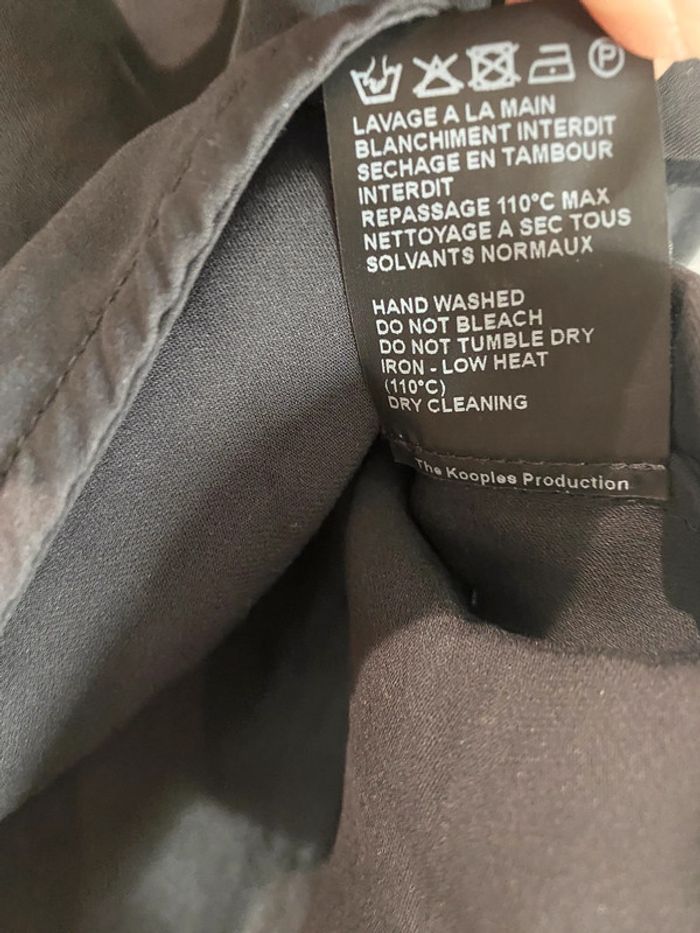 P
LAVAGE A LA MAIN
BLANCHIMENT INTERDIT
SECHAGE EN TAMBOUR
INTERDIT
REPASSAGE 110°C MAX
NETTOYAGE A SEC TOUS
SOLVANTS NORMAUX
HAND WASHED
DO NOT BLEACH
DO NOT TUMBLE DRY
IRON - LOW HEAT
(110°C)
DRY CLEANING
The Kooples Production